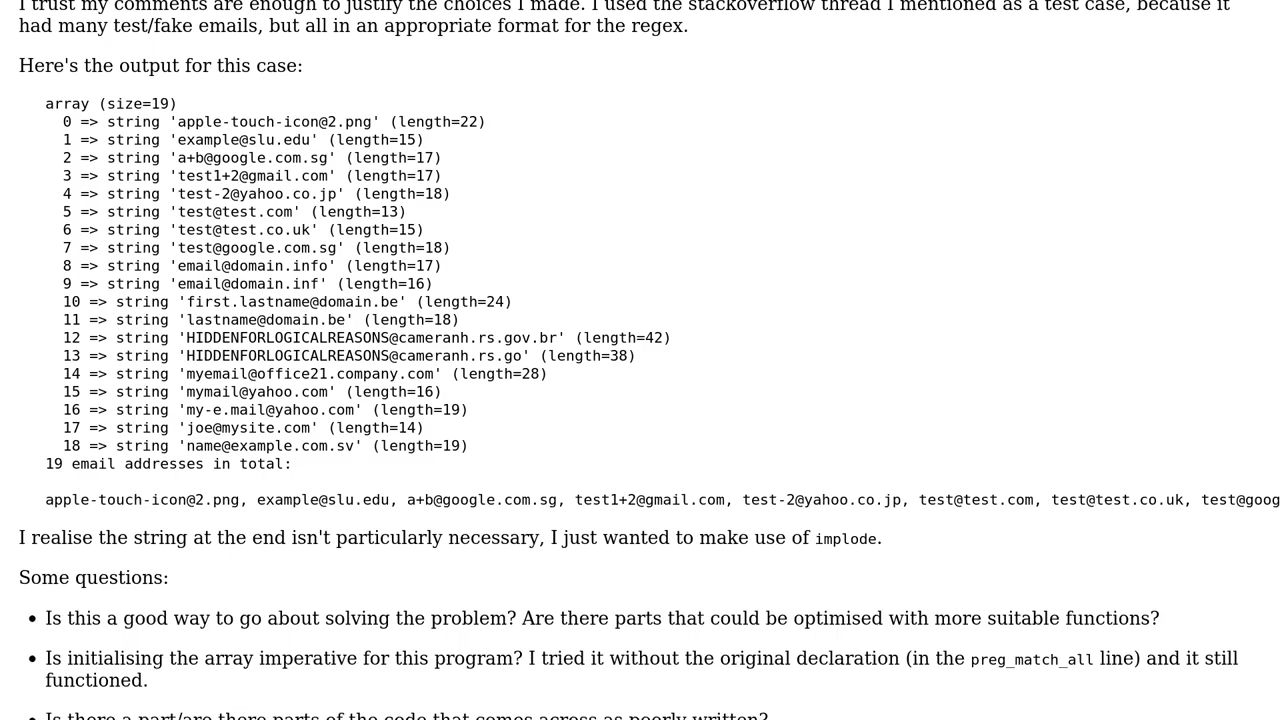 I trust my comments are enough to justify the choices I made. I used the stackoverflow thread I mentioned as a test case, because it
had many test/fake emails, but all in an appropriate format for the regex.
Here's the output for this case:
array (size=19)
0 => string 'apple-touch-icon@2.png' (length=22)
1 => string 'example@slu.edu' (length=15)
2 => string 'a+b@google.com.sg' (length=17)
3 => string 'test1+2@gmail.com' (length=17)
4 => string 'test-2@yahoo.co.jp' (length=18)
5 => string 'test@test.com' (length=13)
6 => string 'test@test.co.uk' (length=15)
7 => string 'test@google.com.sg' (length=18)
8 => string 'email@domain.info' (length=17)
9 => string 'email@domain.inf' (length=16)
10 => string 'first.lastname@domain.be' (length=24)
11 => string 'lastname@domain.be' (length=18)
12 => string 'HIDDENFORLOGICALREASONS@cameranh.rs.gov.br' (length=42)
13 => string 'HIDDENFORLOGICALREASONS@cameranh.rs.go' (length=38)
14 => string 'myemail@office21.company.com' (length=28)
15 => string 'mymail@yahoo.com' (length=16)
16 => string 'my-e.mail@yahoo.com' (length=19)
17 => string 'joe@mysite.com' (length=14)
18 => string 'name@example.com.sv' (length=19)
19 email addresses in total:
apple-touch-icon@2.png, example@slu.edu, a+b@google.com.sg, test1+2@gmail.com, test-2@yahoo.co.jp, test@test.com, test@test.co.uk, test@goog
I realise the string at the end isn't particularly necessary, I just wanted to make use of implode.
Some questions:
• Is this a good way to go about solving the problem? Are there parts that could be optimised with more suitable functions?
• Is initialising the array imperative for this program? I tried it without the original declaration (in the preg_match_all line) and it still
functioned.
• Is there a part/are there parts of the code that comes across as poorly written?